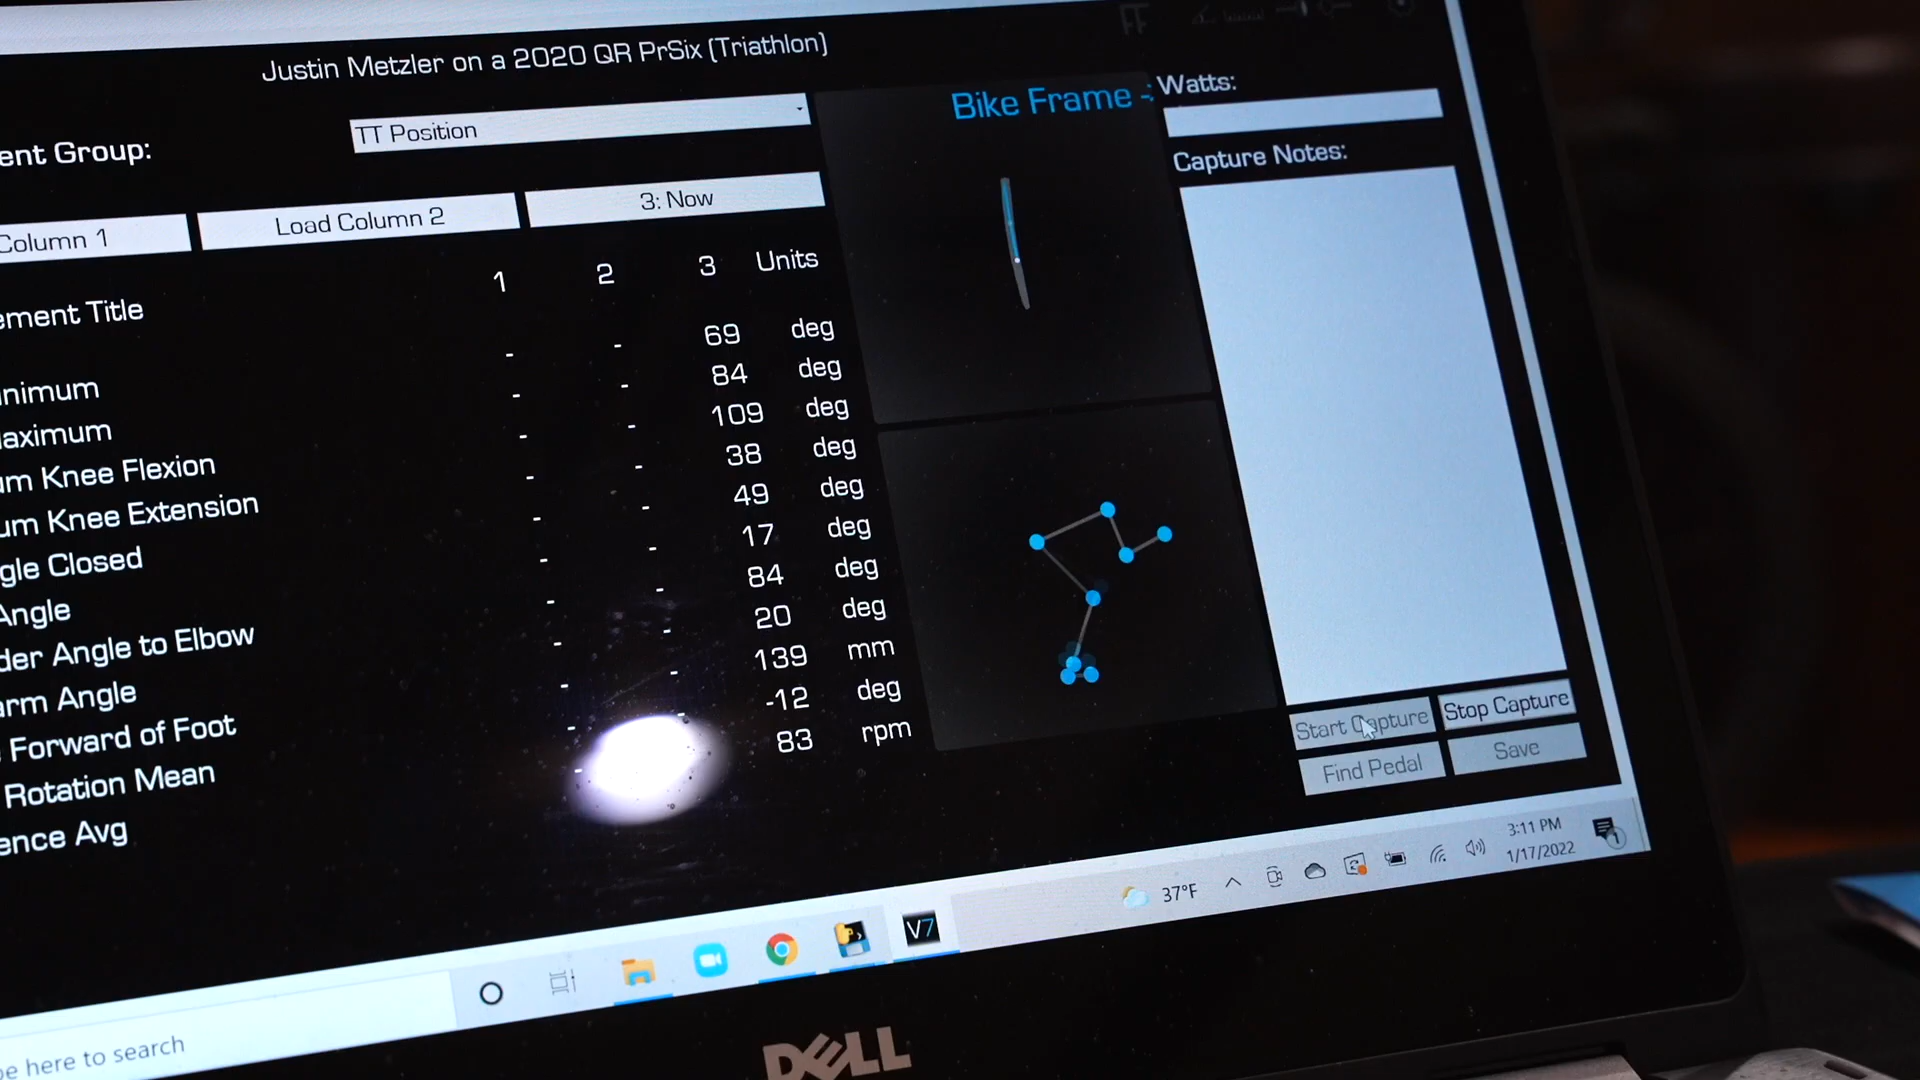 Justin Metzler on a 2020 QR PrSix (Triathlon)
ent Group:
TT Position
Bike Frame -
Watts:
Capture Notes:
Column 1
Load Column 2
3: Now
ement Title
1 2 3 Units
- - 69 deg
nimum - - 84 deg
aximum - - 109 deg
um Knee Flexion - - 38 deg
um Knee Extension - - 49 deg
gle Closed - - 17 deg
Angle - - 84 deg
der Angle to Elbow - - 20 deg
arm Angle - - 139 mm
Forward of Foot - - -12 deg
Rotation Mean - 83 rpm
ence Avg
Start Capture
Stop Capture
Find Pedal
Save
37°F
3:11 PM
1/17/2022
1
V7
pe here to search
DELL